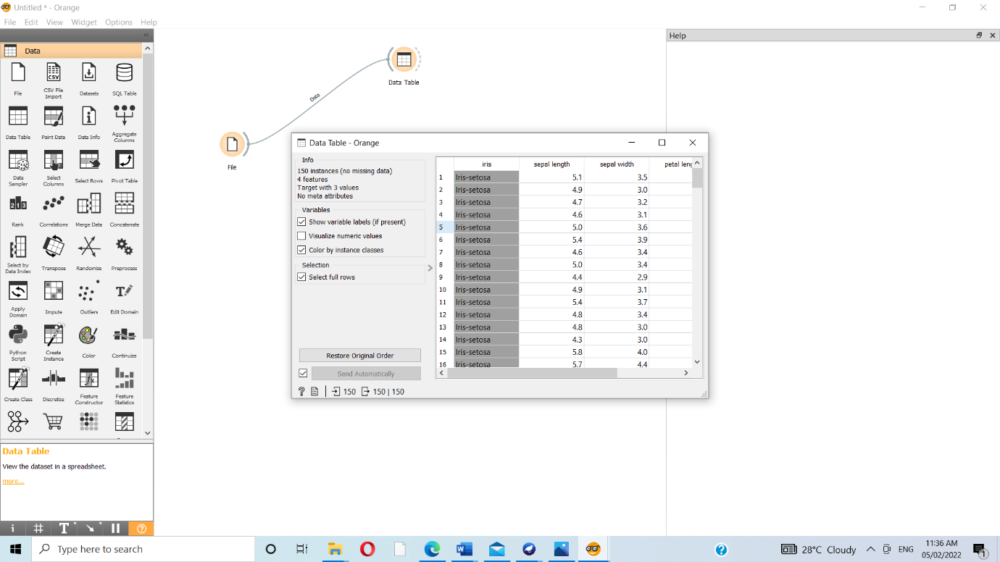 Untitled * - Orange
File Edit View Widget Options Help
Data
File
CSV File Import
Datasets
SQL Table
Data Table
Paint Data
Data Info
Aggregate Columns
Data Sampler
Select Columns
Select Rows
Pivot Table
Rank
Correlations
Merge Data
Concatenate
Select by Data Index
Transpose
Randomize
Preprocess
Apply Domain
Impute
Outliers
Edit Domain
Python Script
Create Instance
Color
Continuize
Create Class
Discretize
Feature Constructor
Feature Statistics
Data Table
View the dataset in a spreadsheet.
more...
Data Table
Data
File
Help
Data Table - Orange
Info
150 instances (no missing data)
4 features
Target with 3 values
No meta attributes
Variables
Show variable labels (if present)
Visualize numeric values
Color by instance classes
Selection
Select full rows
Restore Original Order
Send Automatically
? 150 150 | 150
iris sepal length sepal width petal leng
1 Iris-setosa 5.1 3.5
2 Iris-setosa 4.9 3.0
3 Iris-setosa 4.7 3.2
4 Iris-setosa 4.6 3.1
5 Iris-setosa 5.0 3.6
6 Iris-setosa 5.4 3.9
7 Iris-setosa 4.6 3.4
8 Iris-setosa 5.0 3.4
9 Iris-setosa 4.4 2.9
10 Iris-setosa 4.9 3.1
11 Iris-setosa 5.4 3.7
12 Iris-setosa 4.8 3.4
13 Iris-setosa 4.8 3.0
14 Iris-setosa 4.3 3.0
15 Iris-setosa 5.8 4.0
16 Iris-setosa 5.7 4.4
Type here to search
28°C Cloudy
ENG
11:36 AM
05/02/2022
1